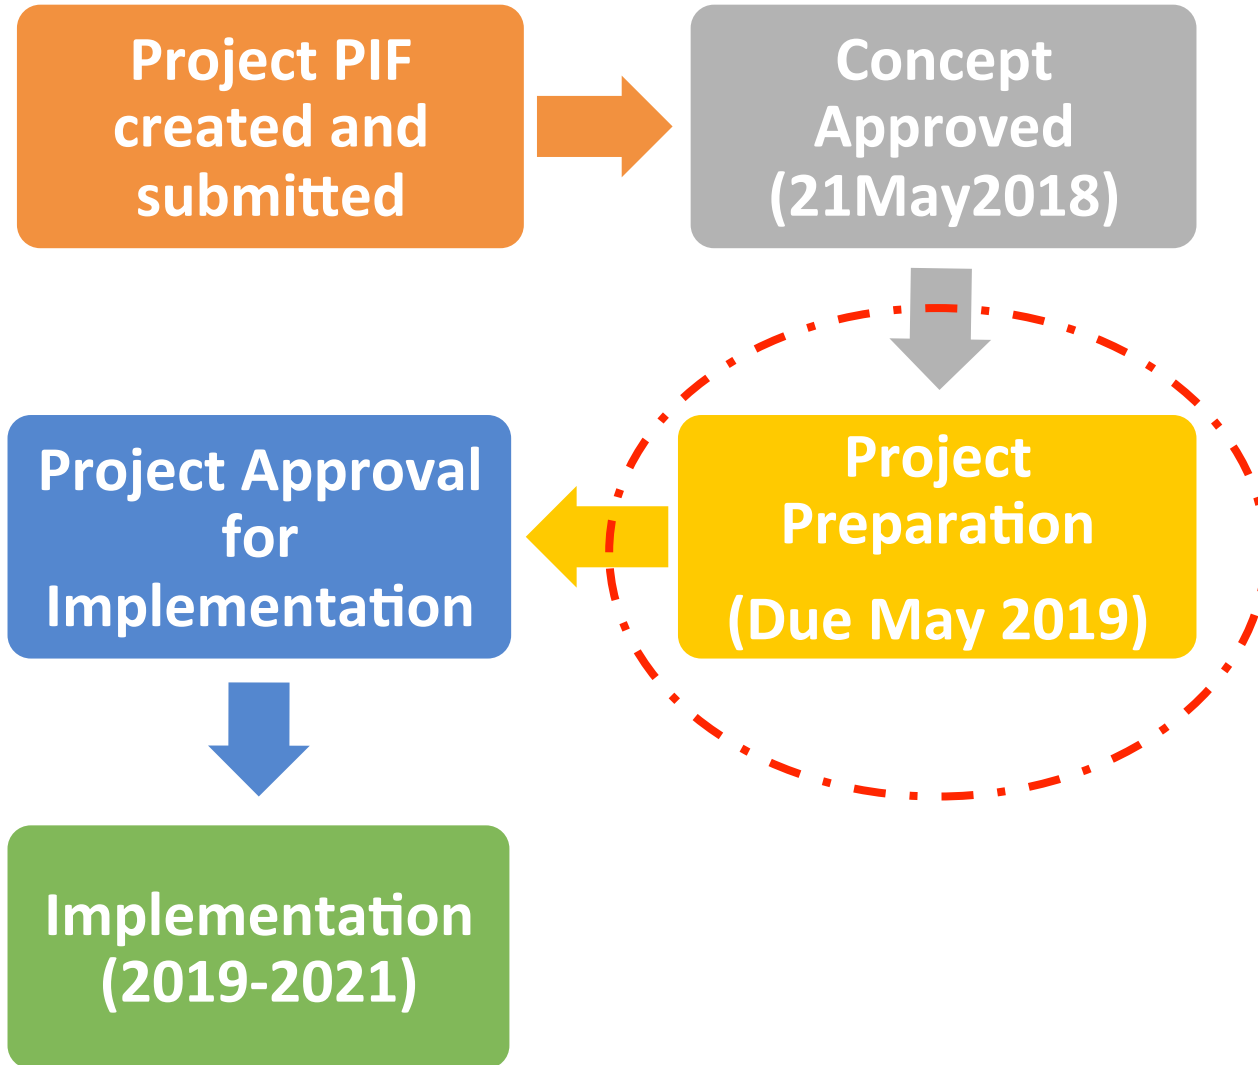 Project PIF
created and
submitted
Concept
Approved
(21May2018)
Project
Preparation
(Due May 2019)
Project Approval
for
Implementation
Implementation
(2019-2021)